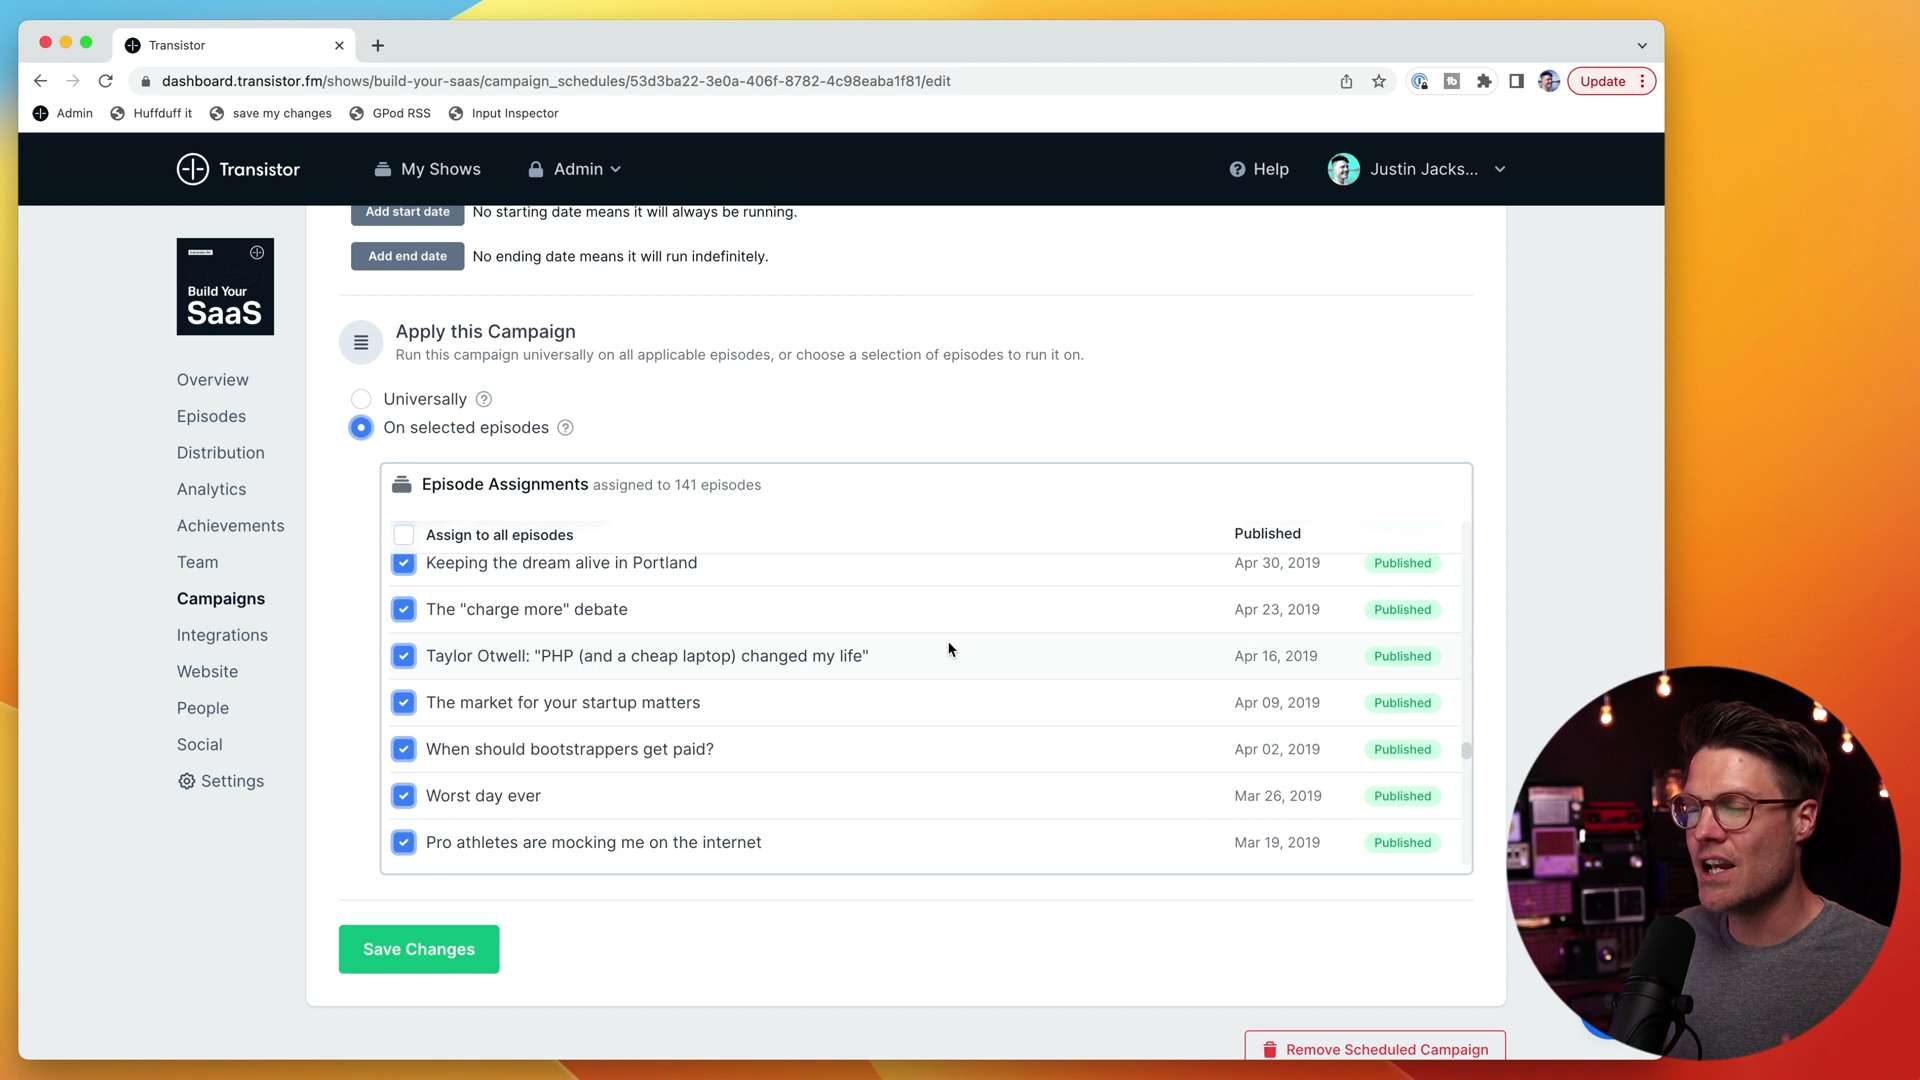 Transistor
dashboard.transistor.fm/shows/build-your-saas/campaign_schedules/53d3ba22-3e0a-406f-8782-4c98eaba1f81/edit
tb
Update
Admin
Huffduff it
save my changes
GPod RSS
Input Inspector
Transistor
My Shows
Admin
Help
Justin Jacks...
Add start date
No starting date means it will always be running.
Add end date
No ending date means it will run indefinitely.
Build Your
SaaS
Overview
Episodes
Distribution
Analytics
Achievements
Team
Campaigns
Integrations
Website
People
Social
Settings
Apply this Campaign
Run this campaign universally on all applicable episodes, or choose a selection of episodes to run it on.
Universally ?
On selected episodes ?
Episode Assignments assigned to 141 episodes
Assign to all episodes Published
Keeping the dream alive in Portland Apr 30, 2019 Published
The "charge more" debate Apr 23, 2019 Published
Taylor Otwell: "PHP (and a cheap laptop) changed my life" Apr 16, 2019 Published
The market for your startup matters Apr 09, 2019 Published
When should bootstrappers get paid? Apr 02, 2019 Published
Worst day ever Mar 26, 2019 Published
Pro athletes are mocking me on the internet Mar 19, 2019 Published
Save Changes
Remove Scheduled Campaign